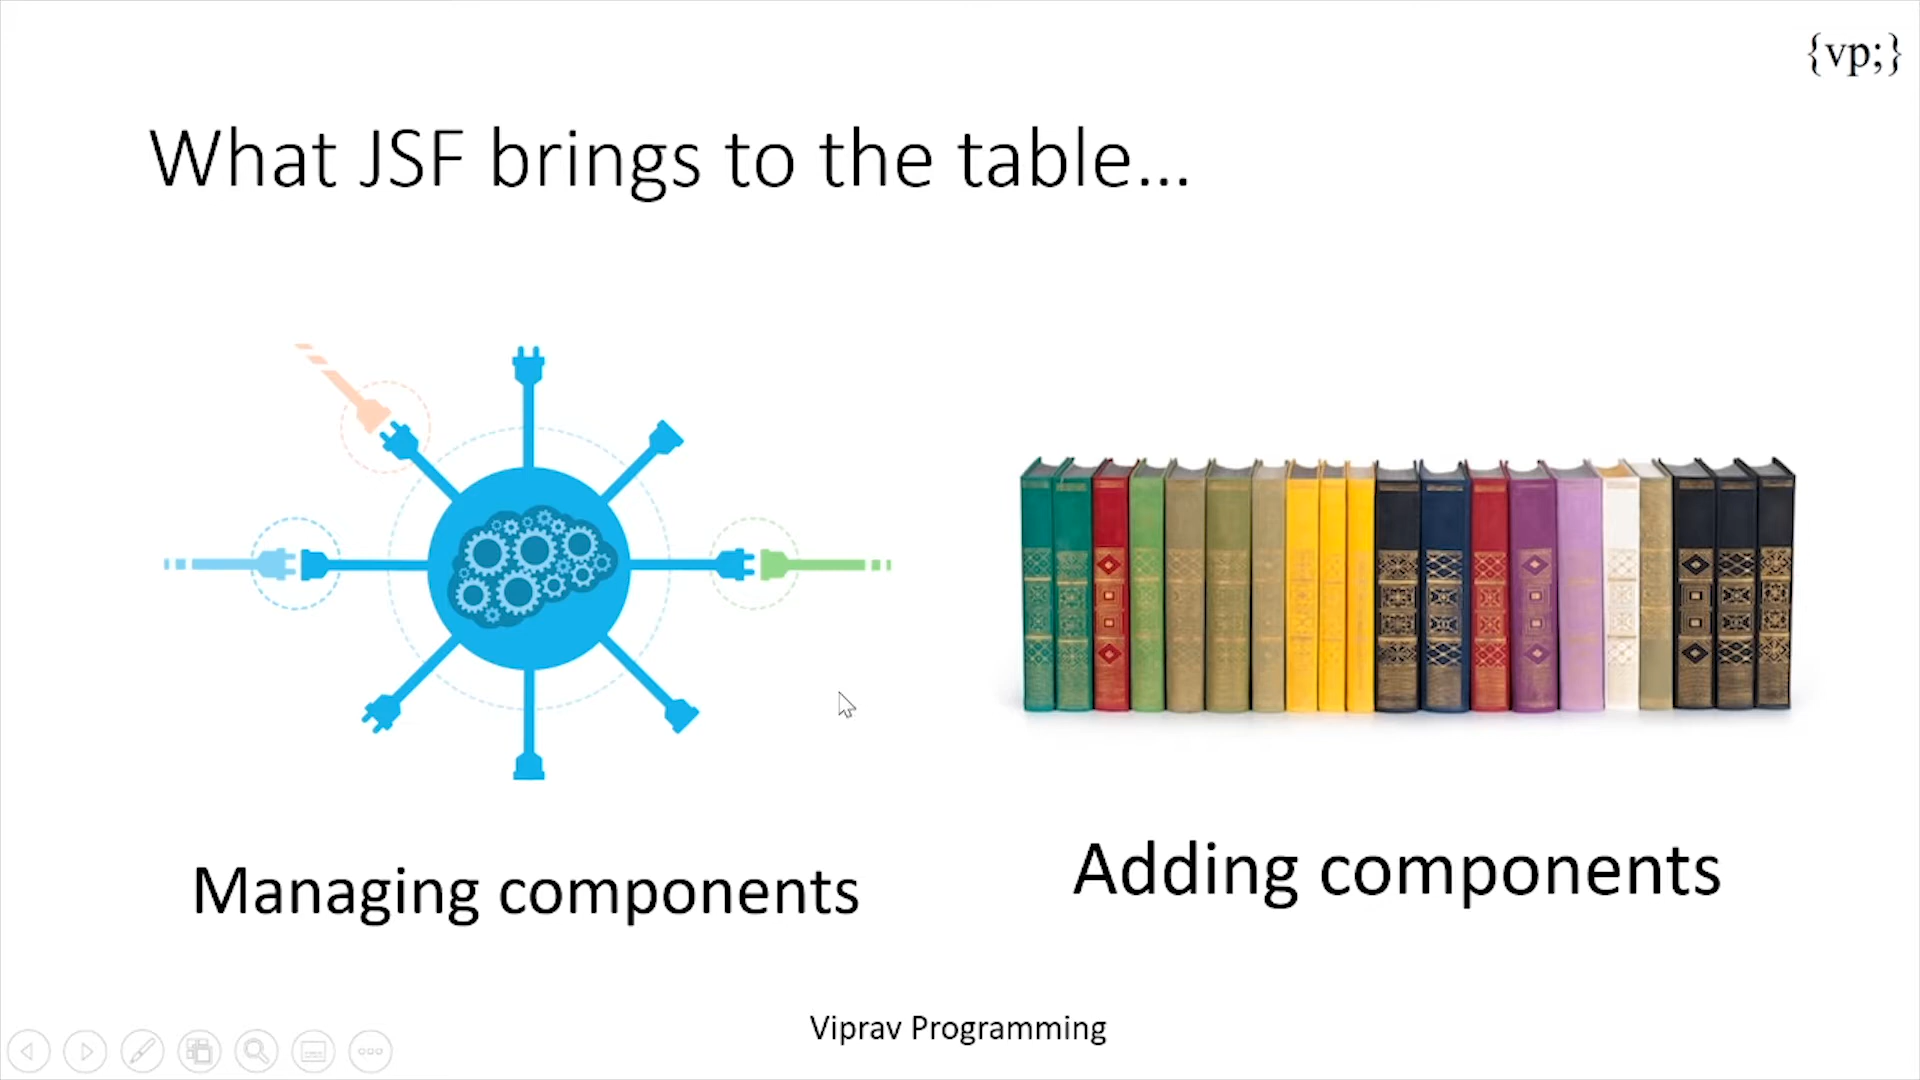 {vp;}
What JSF brings to the table...
Managing components
Adding components
Viprav Programming